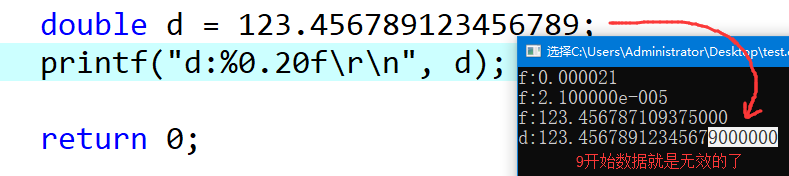 double d = 123.456789123456789;
printf("d:%0.20f\r\n", d);
return 0;
选择C:\Users\Administrator\Desktop\test.
f:0.000021
f:2.100000e-005
f:123.456787109375000
d:123.45678912345679000000
9开始数据就是无效的了